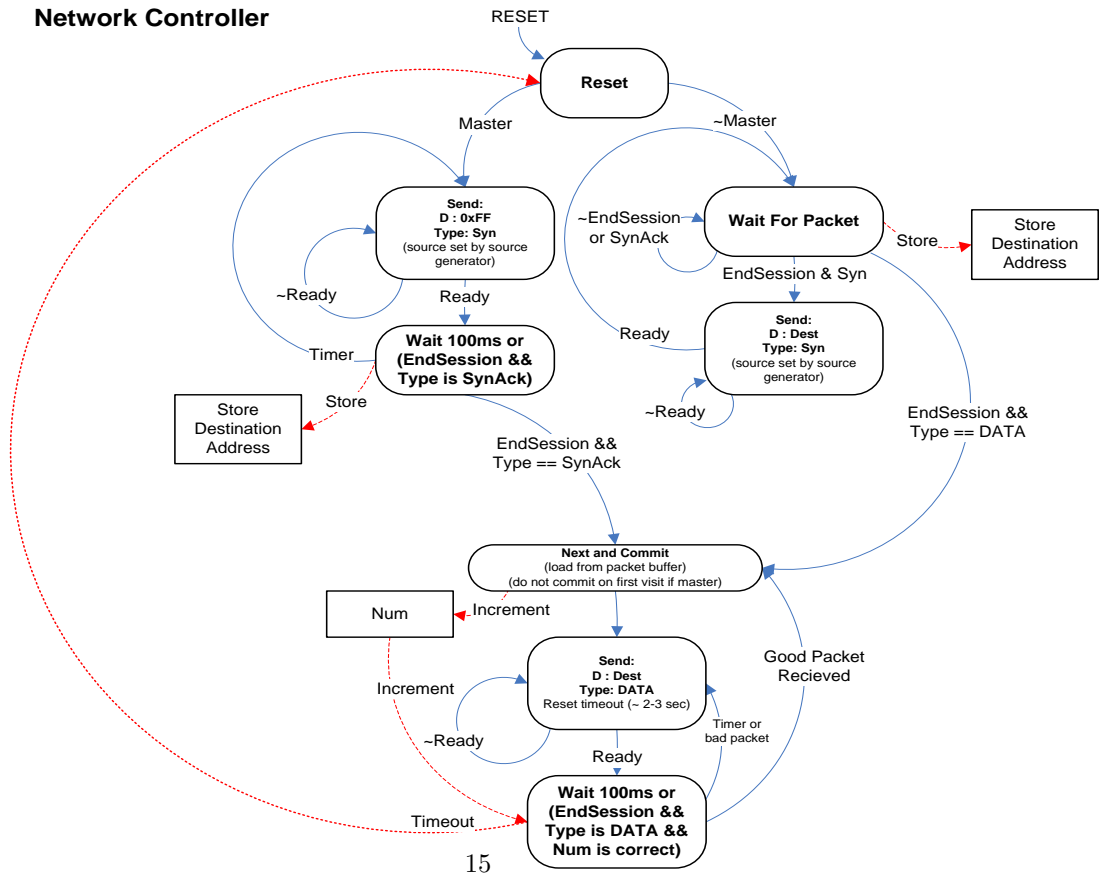 Network Controller
RESET
Reset
Master
~Master
Send:
D : 0xFF
Type: Syn
(source set by source
generator)
~Ready
Ready
~EndSession
or SynAck
Wait For Packet
Store
Store
Destination
Address
EndSession & Syn
Send:
D : Dest
Type: Syn
(source set by source
generator)
Ready
~Ready
Wait 100ms or
(EndSession &&
Type is SynAck)
Timer
Store
Store
Destination
Address
EndSession &&
Type == SynAck
EndSession &&
Type == DATA
Next and Commit
(load from packet buffer)
(do not commit on first visit if master)
Increment
Num
Increment
Send:
D : Dest
Type: DATA
Reset timeout (~ 2-3 sec)
~Ready
Ready
Timer or
bad packet
Good Packet
Recieved
Wait 100ms or
(EndSession &&
Type is DATA &&
Num is correct)
Timeout
15